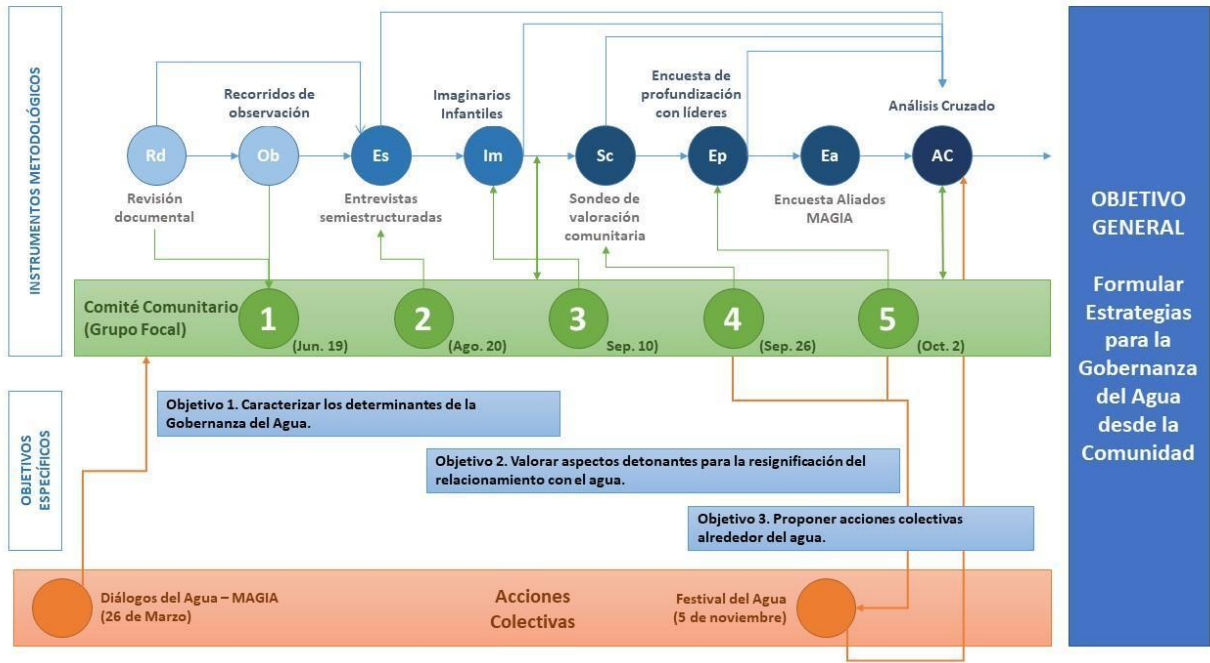 INSTRUMENTOS METODOLÓGICOS
Recorridos de
observación
Imaginarios
Infantiles
Encuesta de
profundización
con líderes
Análisis Cruzado
Rd
Ob
Es
Im
Sc
Ep
Ea
AC
Revisión
documental
Entrevistas
semiestructuradas
Sondeo de
valoración
comunitaria
Encuesta Aliados
MAGIA
Comité Comunitario
(Grupo Focal)
1
(Jun. 19)
2
(Ago. 20)
3
Sep. 10)
4
(Sep. 26)
5
(Oct. 2)
OBJETIVOS
ESPECÍFICOS
Objetivo 1. Caracterizar los determinantes de la
Gobernanza del Agua.
Objetivo 2. Valorar aspectos detonantes para la resignificación del
relacionamiento con el agua.
Objetivo 3. Proponer acciones colectivas
alrededor del agua.
Diálogos del Agua – MAGIA
(26 de Marzo)
Acciones
Colectivas
Festival del Agua
(5 de noviembre)
OBJETIVO
GENERAL
Formular
Estrategias
para la
Gobernanza
del Agua
desde la
Comunidad